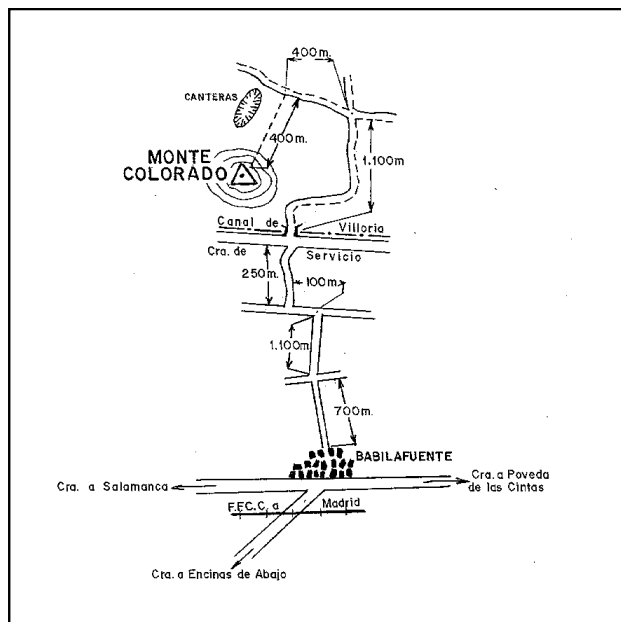 400m.
CANTERAS
400m.
MONTE
COLORADO
1.100m
Canal de Villoria
Cra. de Servicio
250m.
100m.
1.100m
700m.
BABILAFUENTE
Cra. a Salamanca
Cra. a Poveda
de las Cintas
F.FC.C. a Madrid
Cra. a Encinas de Abajo